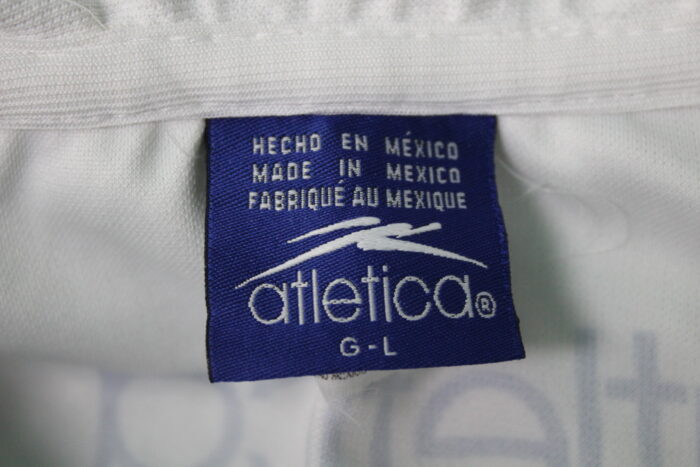 HECHO EN MÉXICO
MADE IN MEXICO
FABRIQUÉ AU MEXIQUE
atletica®
G-L